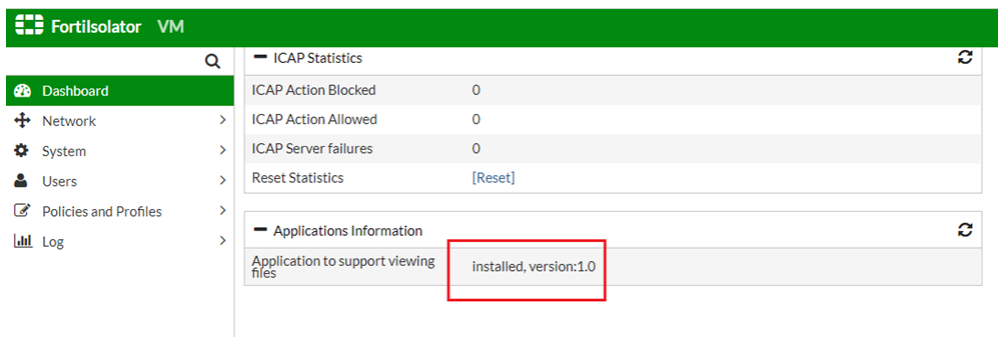 FortiIsolator VM
ICAP Statistics
Dashboard
ICAP Action Blocked 0
Network
ICAP Action Allowed 0
System
ICAP Server failures 0
Users
Reset Statistics [Reset]
Policies and Profiles
Log
Applications Information
Application to support viewing
files
installed, version:1.0